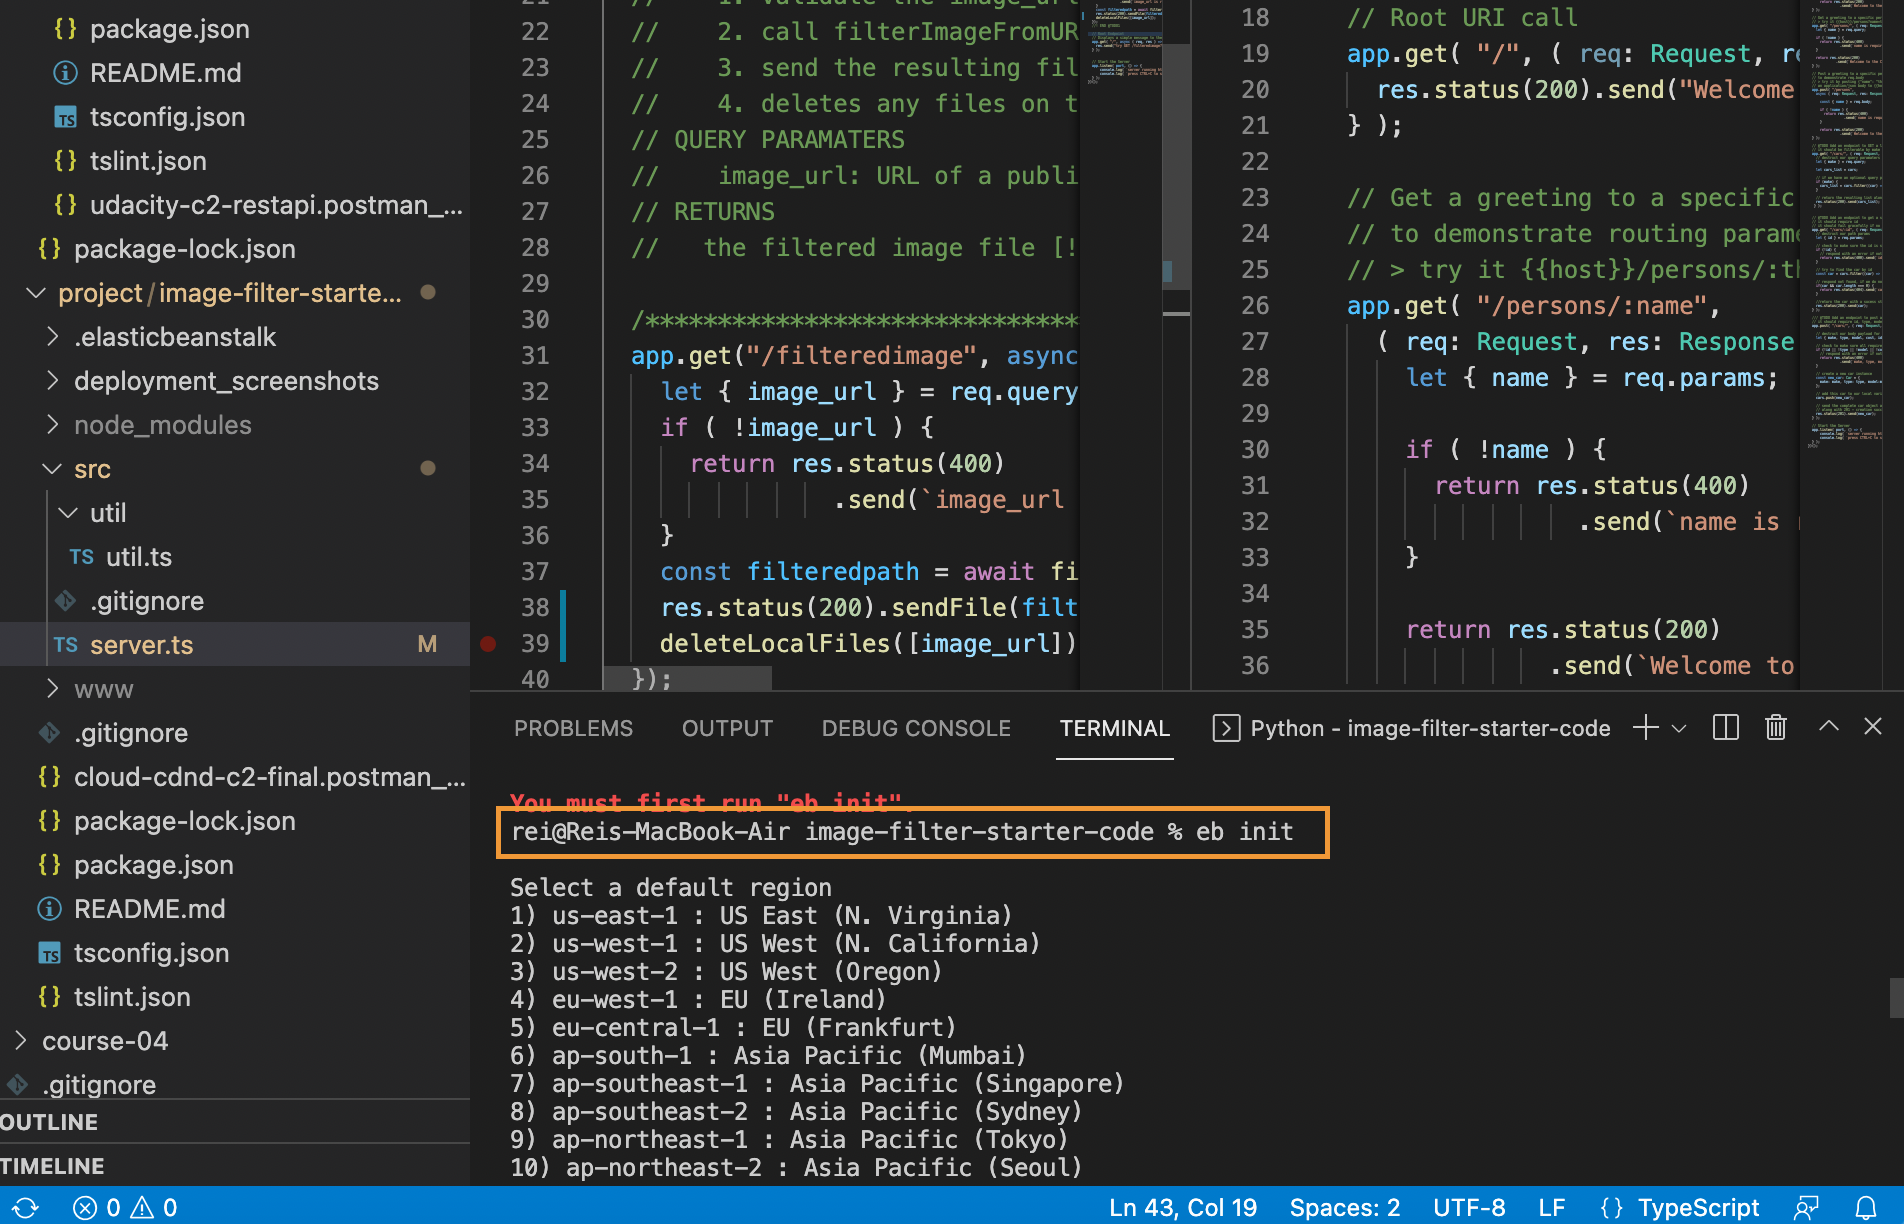 package.json
README.md
tsconfig.json
tslint.json
udacity-c2-restapi.postman_...
package-lock.json
project/image-filter-starte...
.elasticbeanstalk
deployment_screenshots
node_modules
src
util
TS util.ts
.gitignore
TS server.ts M
www
.gitignore
cloud-cdnd-c2-final.postman_...
package-lock.json
package.json
README.md
tsconfig.json
tslint.json
course-04
.gitignore
OUTLINE
TIMELINE
22 //    2. call filterImageFromUR
23 //    3. send the resulting fil
24 //    4. deletes any files on t
25 // QUERY PARAMATERS
26 //    image_url: URL of a publi
27 // RETURNS
28 //   the filtered image file [!
29
30 /******************************
31 app.get("/filteredimage", async
32 let { image_url } = req.query
33 if ( !image_url ) {
34 return res.status(400)
35 .send(`image_url
36 }
37 const filteredpath = await fi
38 res.status(200).sendFile(filt
39 deleteLocalFiles([image_url])
40 });
18 // Root URI call
19 app.get( "/", ( req: Request, re
20 res.status(200).send("Welcome
21 } );
22
23 // Get a greeting to a specific
24 // to demonstrate routing parame
25 // > try it {{host}}/persons/:th
26 app.get( "/persons/:name",
27 ( req: Request, res: Response
28 let { name } = req.params;
29
30 if ( !name ) {
31 return res.status(400)
32 .send(`name is
33 }
34
35 return res.status(200)
36 .send(`Welcome to
PROBLEMS OUTPUT DEBUG CONSOLE TERMINAL Python - image-filter-starter-code
You must first run "eb init".
rei@Reis-MacBook-Air image-filter-starter-code % eb init
Select a default region
1) us-east-1 : US East (N. Virginia)
2) us-west-1 : US West (N. California)
3) us-west-2 : US West (Oregon)
4) eu-west-1 : EU (Ireland)
5) eu-central-1 : EU (Frankfurt)
6) ap-south-1 : Asia Pacific (Mumbai)
7) ap-southeast-1 : Asia Pacific (Singapore)
8) ap-southeast-2 : Asia Pacific (Sydney)
9) ap-northeast-1 : Asia Pacific (Tokyo)
10) ap-northeast-2 : Asia Pacific (Seoul)
0 0 Ln 43, Col 19 Spaces: 2 UTF-8 LF {} TypeScript